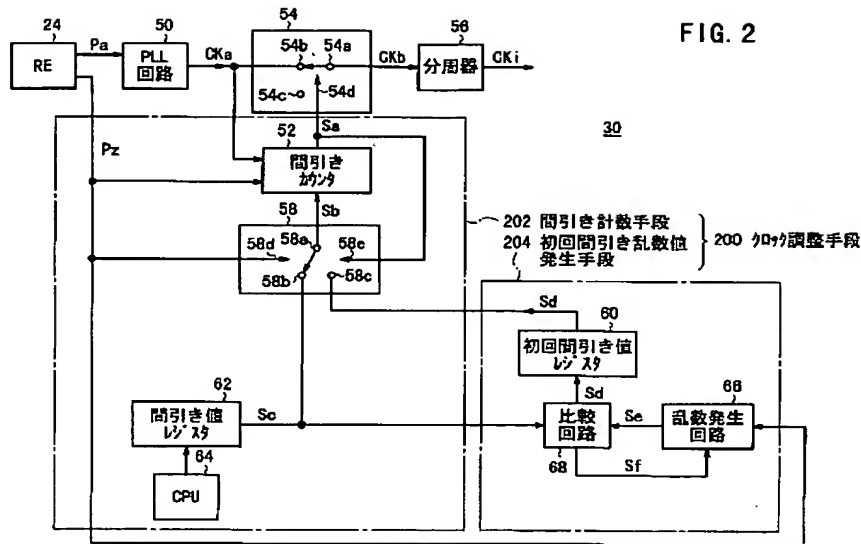 FIG. 2
24
RE
Pa
50
PLL
回路
CKa
54
54b
54a
54c
54d
CKb
56
分周器
CKi
30
Pz
52
Sa
間引き
カウンタ
Sb
58
58a
58d
58e
58b
58c
202 間引き計数手段
204 初回間引き乱数値
発生手段
200 クロック調整手段
Sd
60
初回間引き値
レジスタ
Sd
62
間引き値
レジスタ
Sc
比較
回路
68
Se
66
乱数発生
回路
Sf
64
CPU